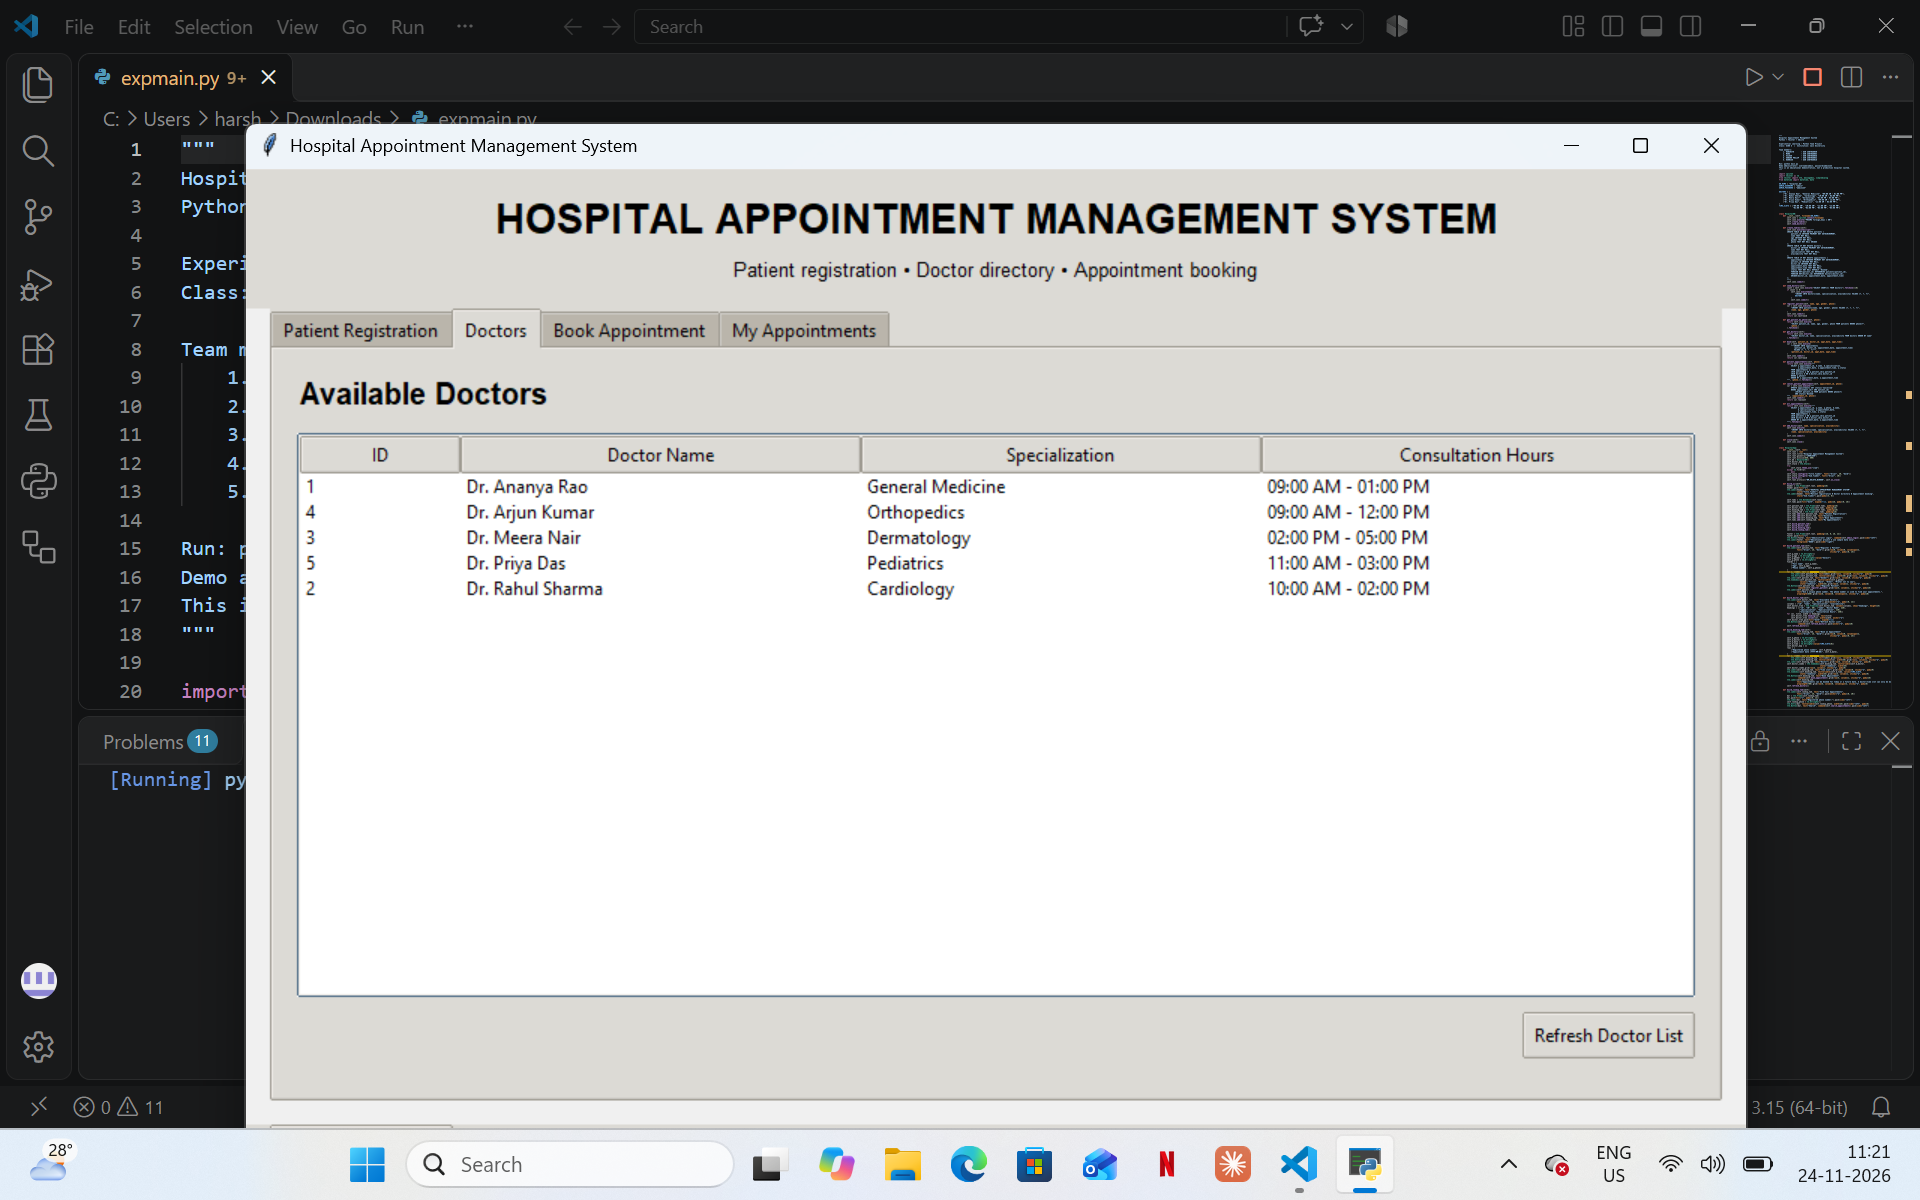 File Edit Selection View Go Run ··· Search
expmain.py 9+
C: > Users > harsh > Downloads > expmain.py
1 """
2 Hospit
3 Python
4
5 Experi
6 Class:
7
8 Team m
9 1.
10 2.
11 3.
12 4.
13 5.
14
15 Run: p
16 Demo a
17 This i
18 """
19
20 import
Hospital Appointment Management System
HOSPITAL APPOINTMENT MANAGEMENT SYSTEM
Patient registration • Doctor directory • Appointment booking
Patient Registration Doctors Book Appointment My Appointments
Available Doctors
ID Doctor Name Specialization Consultation Hours
1 Dr. Ananya Rao General Medicine 09:00 AM - 01:00 PM
4 Dr. Arjun Kumar Orthopedics 09:00 AM - 12:00 PM
3 Dr. Meera Nair Dermatology 02:00 PM - 05:00 PM
5 Dr. Priya Das Pediatrics 11:00 AM - 03:00 PM
2 Dr. Rahul Sharma Cardiology 10:00 AM - 02:00 PM
Refresh Doctor List
Problems 11
[Running] py
0 11 3.15 (64-bit)
28° Search ENG US 11:21 24-11-2026